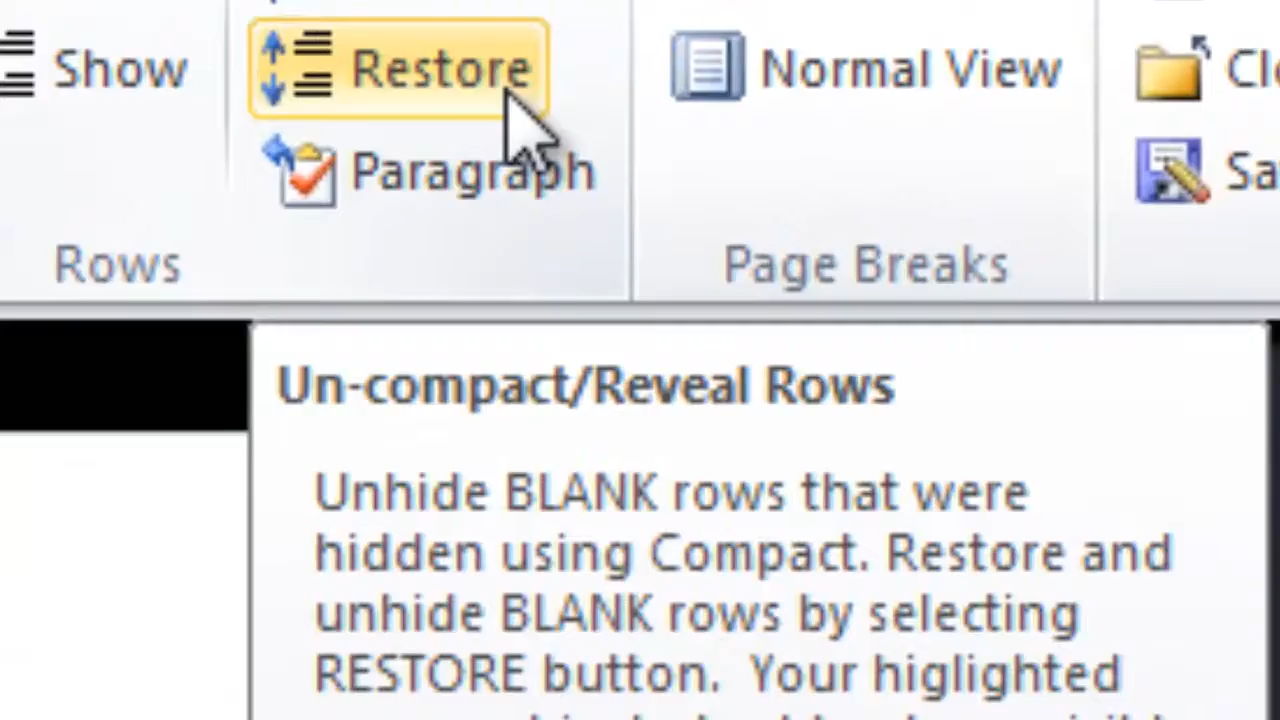 Show
Restore
Normal View
Paragraph
Rows
Page Breaks
Un-compact/Reveal Rows
Unhide BLANK rows that were
hidden using Compact. Restore and
unhide BLANK rows by selecting
RESTORE button.  Your higlighted